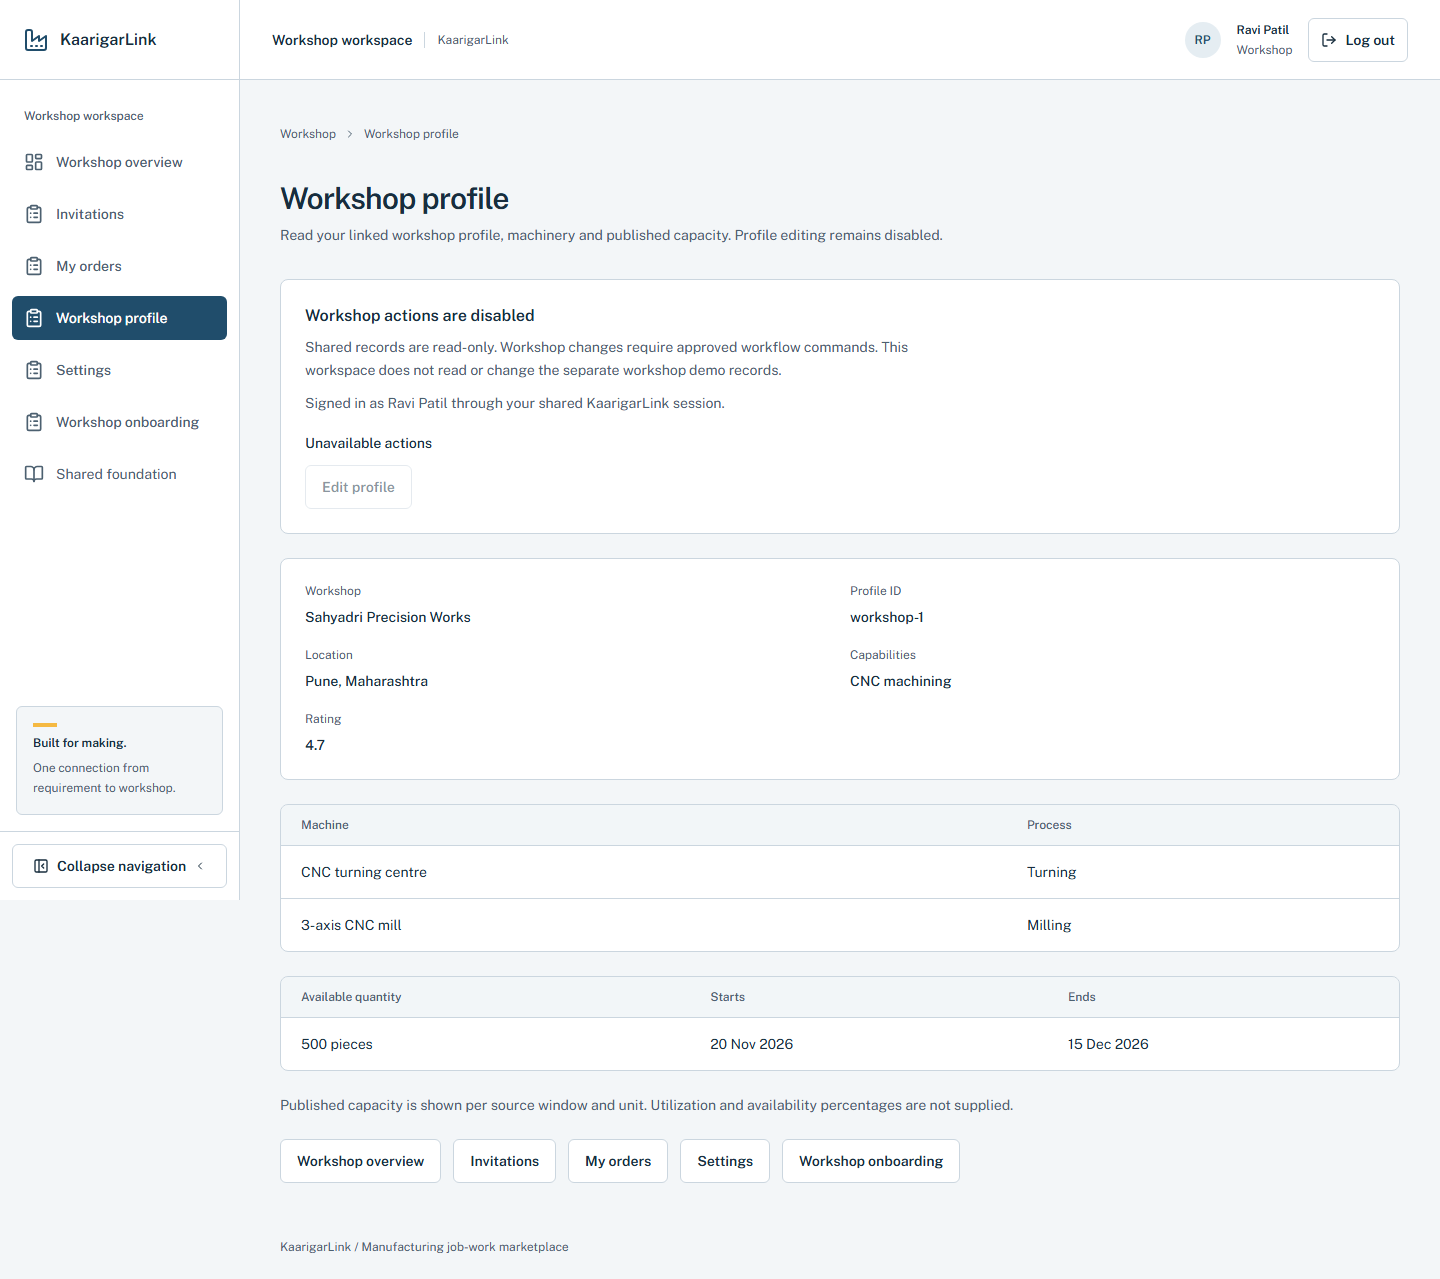 KaarigarLink
Workshop workspace
KaarigarLink
RP
Ravi Patil
Workshop
Log out
Workshop workspace
Workshop overview
Invitations
My orders
Workshop profile
Settings
Workshop onboarding
Shared foundation
Built for making.
One connection from
requirement to workshop.
Collapse navigation
Workshop > Workshop profile
Workshop profile
Read your linked workshop profile, machinery and published capacity. Profile editing remains disabled.
Workshop actions are disabled
Shared records are read-only. Workshop changes require approved workflow commands. This
workspace does not read or change the separate workshop demo records.
Signed in as Ravi Patil through your shared KaarigarLink session.
Unavailable actions
Edit profile
Workshop
Sahyadri Precision Works
Profile ID
workshop-1
Location
Pune, Maharashtra
Capabilities
CNC machining
Rating
4.7
Machine Process
CNC turning centre Turning
3-axis CNC mill Milling
Available quantity Starts Ends
500 pieces 20 Nov 2026 15 Dec 2026
Published capacity is shown per source window and unit. Utilization and availability percentages are not supplied.
Workshop overview Invitations My orders Settings Workshop onboarding
KaarigarLink / Manufacturing job-work marketplace